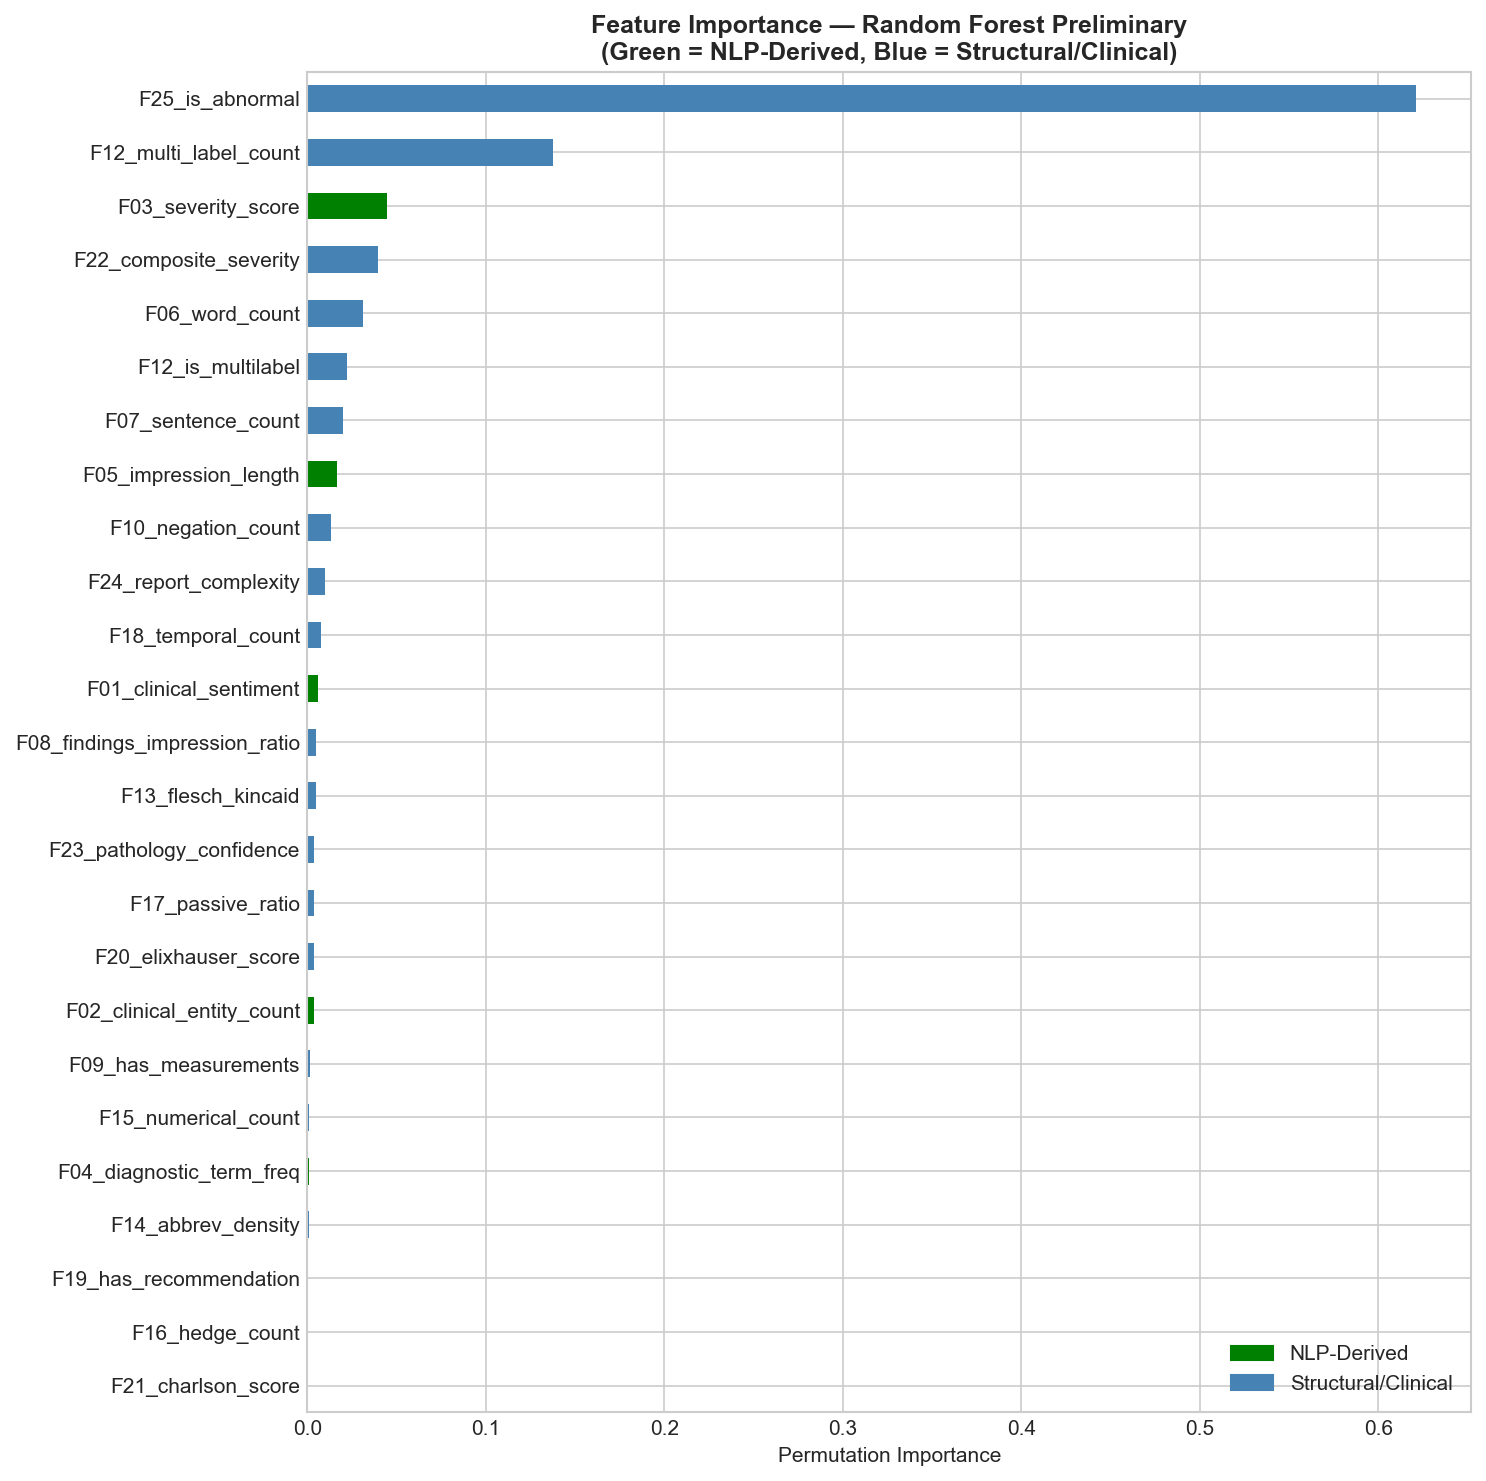 Feature Importance — Random Forest Preliminary
(Green = NLP-Derived, Blue = Structural/Clinical)
F25_is_abnormal
F12_multi_label_count
F03_severity_score
F22_composite_severity
F06_word_count
F12_is_multilabel
F07_sentence_count
F05_impression_length
F10_negation_count
F24_report_complexity
F18_temporal_count
F01_clinical_sentiment
F08_findings_impression_ratio
F13_flesch_kincaid
F23_pathology_confidence
F17_passive_ratio
F20_elixhauser_score
F02_clinical_entity_count
F09_has_measurements
F15_numerical_count
F04_diagnostic_term_freq
F14_abbrev_density
F19_has_recommendation
F16_hedge_count
F21_charlson_score
NLP-Derived
Structural/Clinical
0.0 0.1 0.2 0.3 0.4 0.5 0.6
Permutation Importance